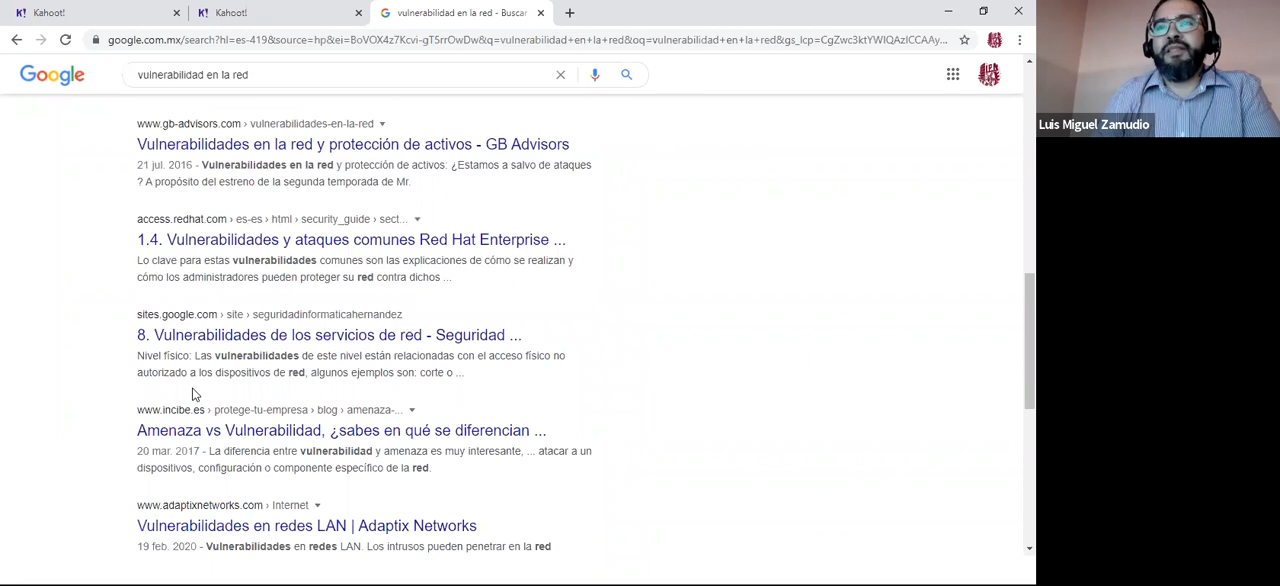 Kahoot!
Kahoot!
vulnerabilidad en la red - Buscar
google.com.mx/search?hl=es-419&source=hp&ei=BoVOX4z7Kcvi-gT5rrOwDw&q=vulnerabilidad+en+la+red&oq=vulnerabilidad+en+la+red&gs_lcp=CgZwc3ktYWIQAzICCAAy...
Google
vulnerabilidad en la red
Luis Miguel Zamudio
www.gb-advisors.com › vulnerabilidades-en-la-red
Vulnerabilidades en la red y protección de activos - GB Advisors
21 jul. 2016 - Vulnerabilidades en la red y protección de activos: ¿Estamos a salvo de ataques
? A propósito del estreno de la segunda temporada de Mr.
access.redhat.com › es-es › html › security_guide › sect...
1.4. Vulnerabilidades y ataques comunes Red Hat Enterprise ...
Lo clave para estas vulnerabilidades comunes son las explicaciones de cómo se realizan y
cómo los administradores pueden proteger su red contra dichos ...
sites.google.com › site › seguridadinformaticahernandez
8. Vulnerabilidades de los servicios de red - Seguridad ...
Nivel físico: Las vulnerabilidades de este nivel están relacionadas con el acceso físico no
autorizado a los dispositivos de red, algunos ejemplos son: corte o ...
www.incibe.es › protege-tu-empresa › blog › amenaza-...
Amenaza vs Vulnerabilidad, ¿sabes en qué se diferencian ...
20 mar. 2017 - La diferencia entre vulnerabilidad y amenaza es muy interesante, ... atacar a un
dispositivos, configuración o componente específico de la red.
www.adaptixnetworks.com › Internet
Vulnerabilidades en redes LAN | Adaptix Networks
19 feb. 2020 - Vulnerabilidades en redes LAN. Los intrusos pueden penetrar en la red